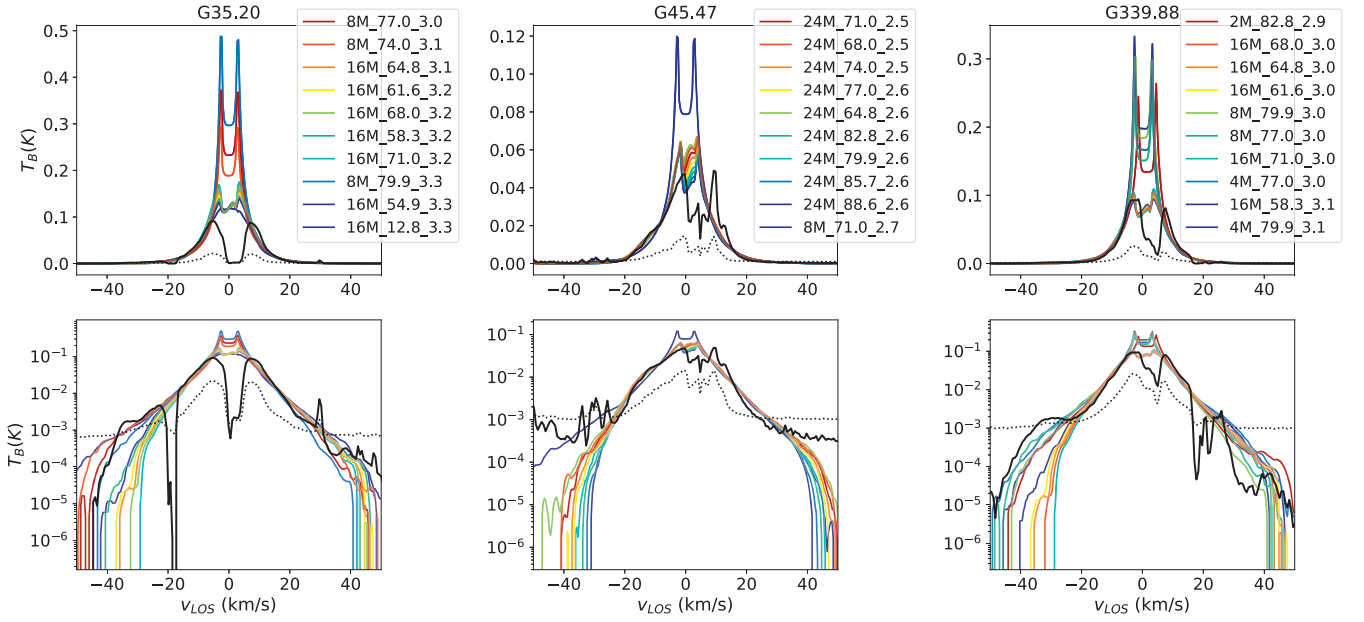 G35.20
G45.47
G339.88
8M_77.0_3.0
8M_74.0_3.1
16M_64.8_3.1
16M_61.6_3.2
16M_68.0_3.2
16M_58.3_3.2
16M_71.0_3.2
8M_79.9_3.3
16M_54.9_3.3
16M_12.8_3.3
24M_71.0_2.5
24M_68.0_2.5
24M_74.0_2.5
24M_77.0_2.6
24M_64.8_2.6
24M_82.8_2.6
24M_79.9_2.6
24M_85.7_2.6
24M_88.6_2.6
8M_71.0_2.7
2M_82.8_2.9
16M_68.0_3.0
16M_64.8_3.0
16M_61.6_3.0
8M_79.9_3.0
8M_77.0_3.0
16M_71.0_3.0
4M_77.0_3.0
16M_58.3_3.1
4M_79.9_3.1
T_B(K)
0.5
0.4
0.3
0.2
0.1
0.0
−40 −20 0 20 40
0.12
0.10
0.08
0.06
0.04
0.02
0.00
−40 −20 0 20 40
0.3
0.2
0.1
0.0
−40 −20 0 20 40
T_B(K)
10⁻¹
10⁻²
10⁻³
10⁻⁴
10⁻⁵
10⁻⁶
−40 −20 0 20 40
v_LOS (km/s)
10⁻¹
10⁻²
10⁻³
10⁻⁴
10⁻⁵
10⁻⁶
−40 −20 0 20 40
v_LOS (km/s)
10⁻¹
10⁻²
10⁻³
10⁻⁴
10⁻⁵
10⁻⁶
−40 −20 0 20 40
v_LOS (km/s)